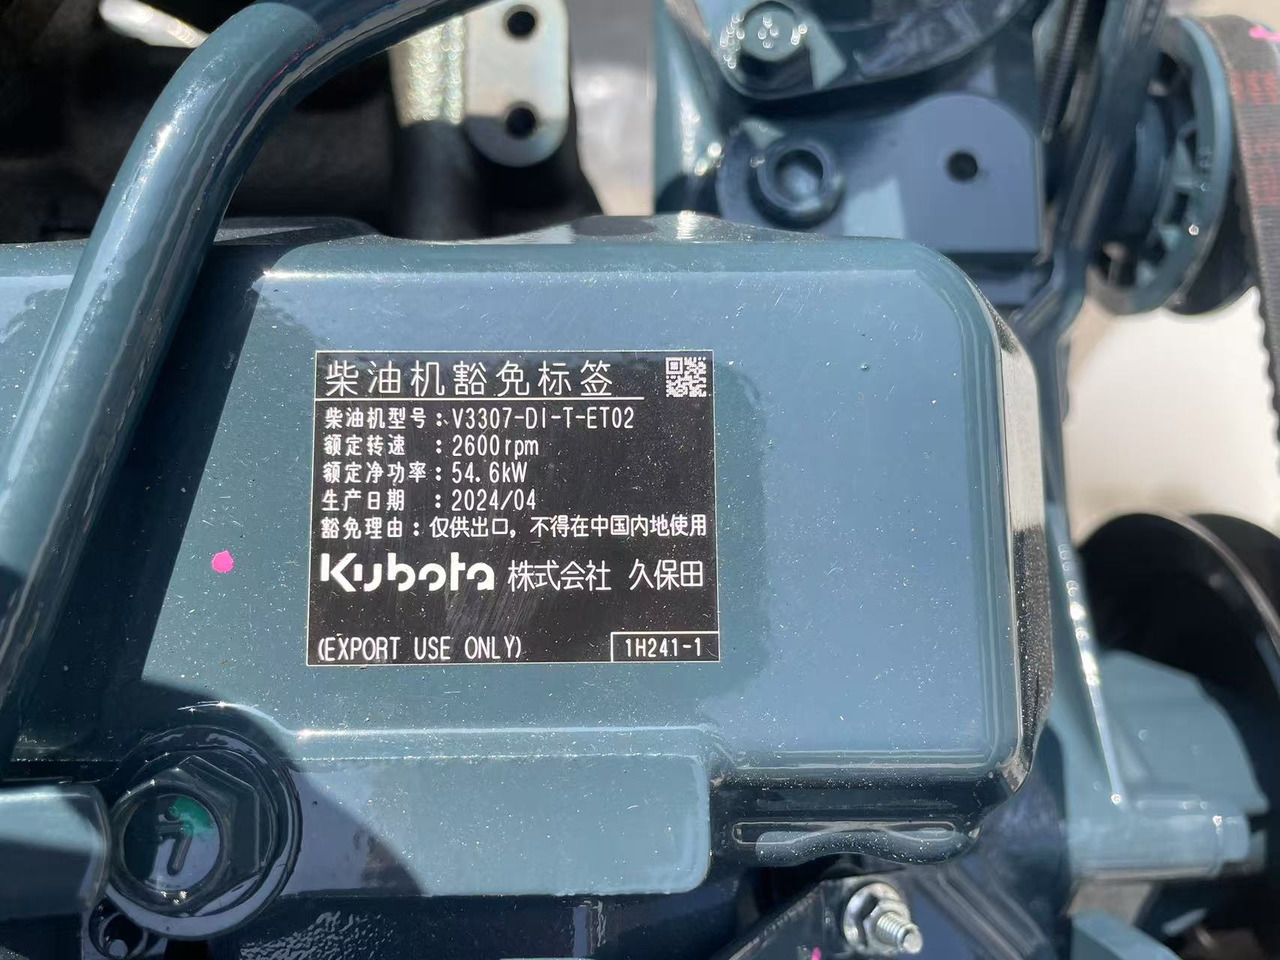 柴油机豁免标签
柴油机型号：V3307-DI-T-ET02
额定转速：2600rpm
额定净功率：54.6kW
生产日期：2024/04
豁免理由：仅供出口，不得在中国内地使用
Kubota 株式会社 久保田
(EXPORT USE ONLY)
1H241-1